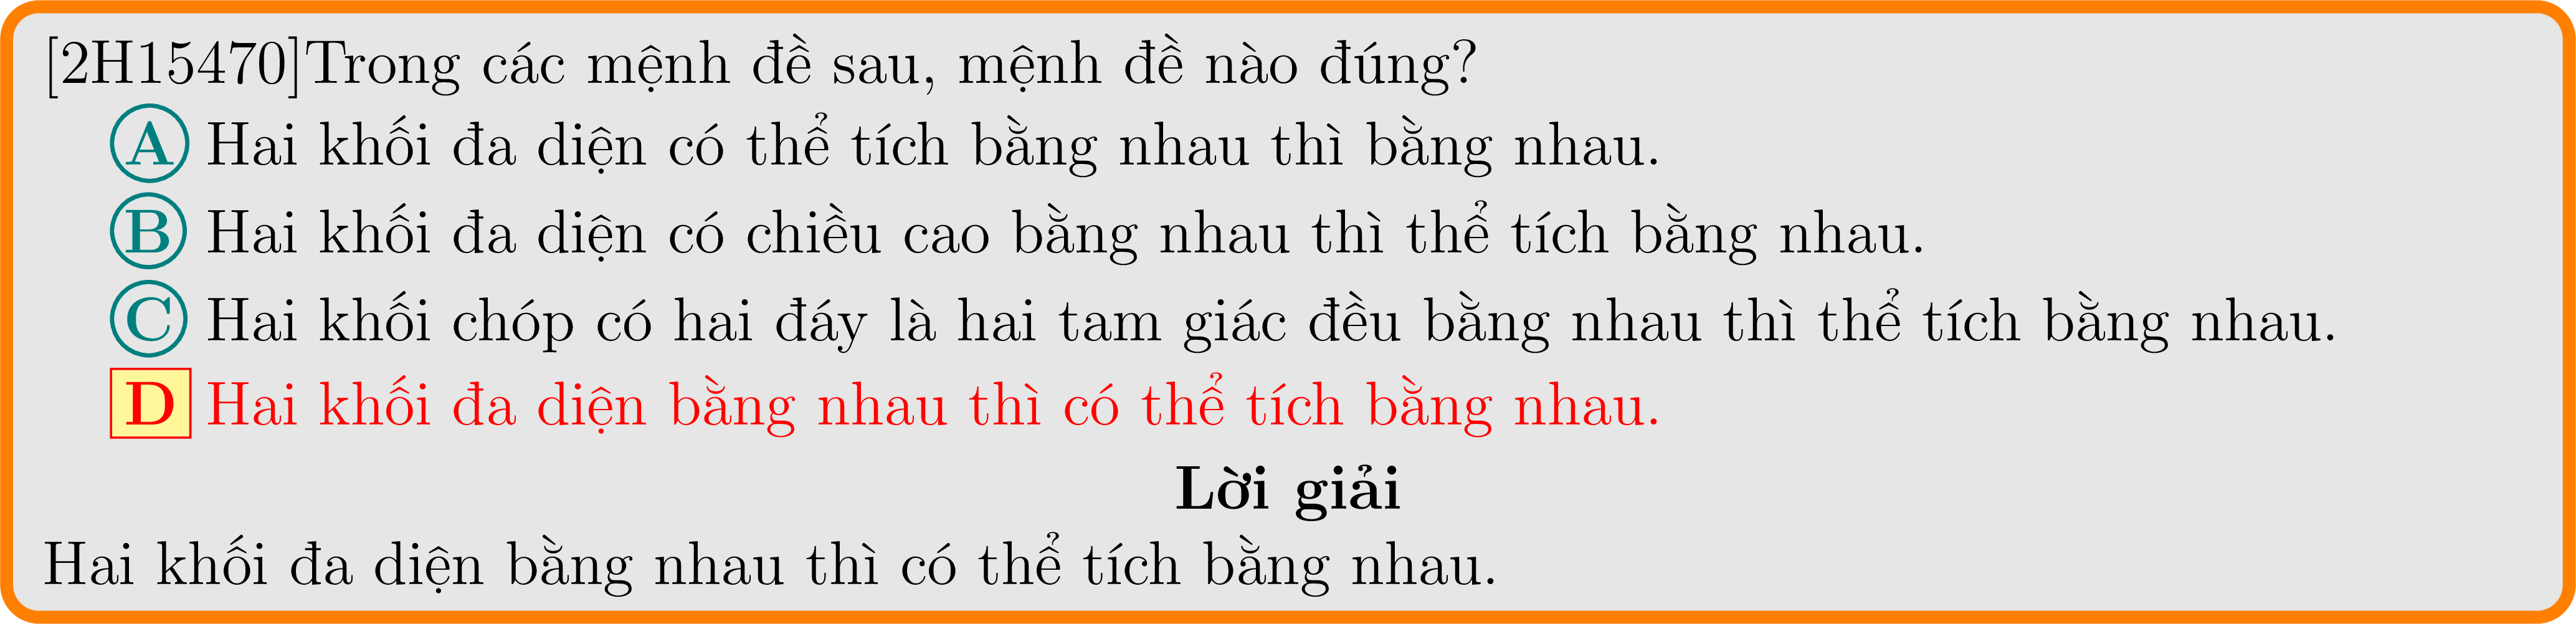 [2H15470]Trong các mệnh đề sau, mệnh đề nào đúng?
A Hai khối đa diện có thể tích bằng nhau thì bằng nhau.
B Hai khối đa diện có chiều cao bằng nhau thì thể tích bằng nhau.
C Hai khối chóp có hai đáy là hai tam giác đều bằng nhau thì thể tích bằng nhau.
D Hai khối đa diện bằng nhau thì có thể tích bằng nhau.
Lời giải
Hai khối đa diện bằng nhau thì có thể tích bằng nhau.